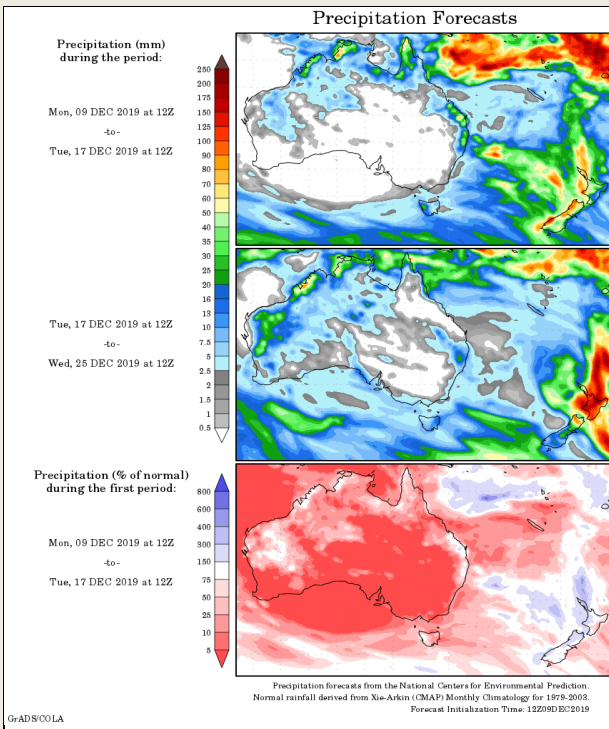 Precipitation Forecasts
Precipitation (mm)
during the period:
Mon, 09 DEC 2019 at 12Z
-to-
Tue, 17 DEC 2019 at 12Z
250
200
175
150
125
100
90
80
70
60
50
40
35
30
25
20
16
13
10
7.5
5
2.5
2
1.5
1
0.5
Tue, 17 DEC 2019 at 12Z
-to-
Wed, 25 DEC 2019 at 12Z
Precipitation (% of normal)
during the first period:
Mon, 09 DEC 2019 at 12Z
-to-
Tue, 17 DEC 2019 at 12Z
800
600
400
300
150
75
50
25
10
5
Precipitation forecasts from the National Centers for Environmental Prediction.
Normal rainfall derived from Xie-Arkin (CMAP) Monthly Climatology for 1979-2003.
Forecast Initialization Time: 12Z09DEC2019
GrADS/COLA